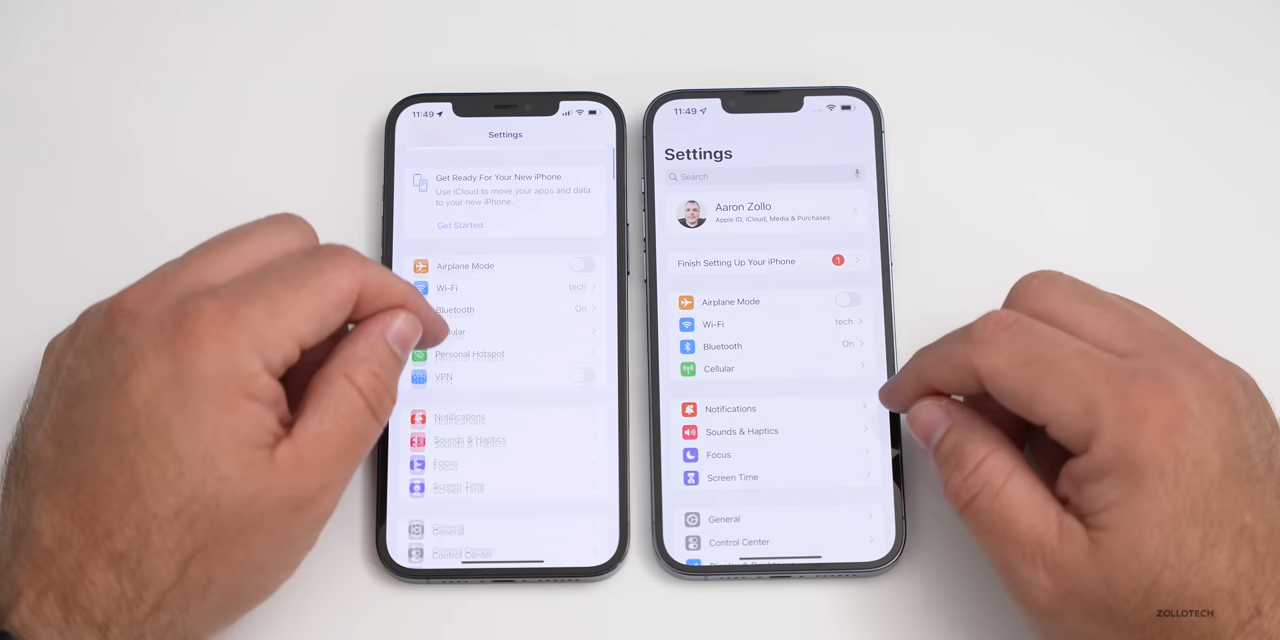 11:49
Settings
Get Ready For Your New iPhone
Use iCloud to move your apps and data
to your new iPhone.
Get Started
Airplane Mode
Wi-Fi
tech
Bluetooth
On
Personal Hotspot
VPN
Notifications
Sounds & Haptics
Focus
Screen Time
General
Control Center
11:49
Settings
Search
Aaron Zollo
Apple ID, iCloud, Media & Purchases
Finish Setting Up Your iPhone
1
Airplane Mode
Wi-Fi
tech
Bluetooth
On
Cellular
Notifications
Sounds & Haptics
Focus
Screen Time
General
Control Center
ZOLLOTECH